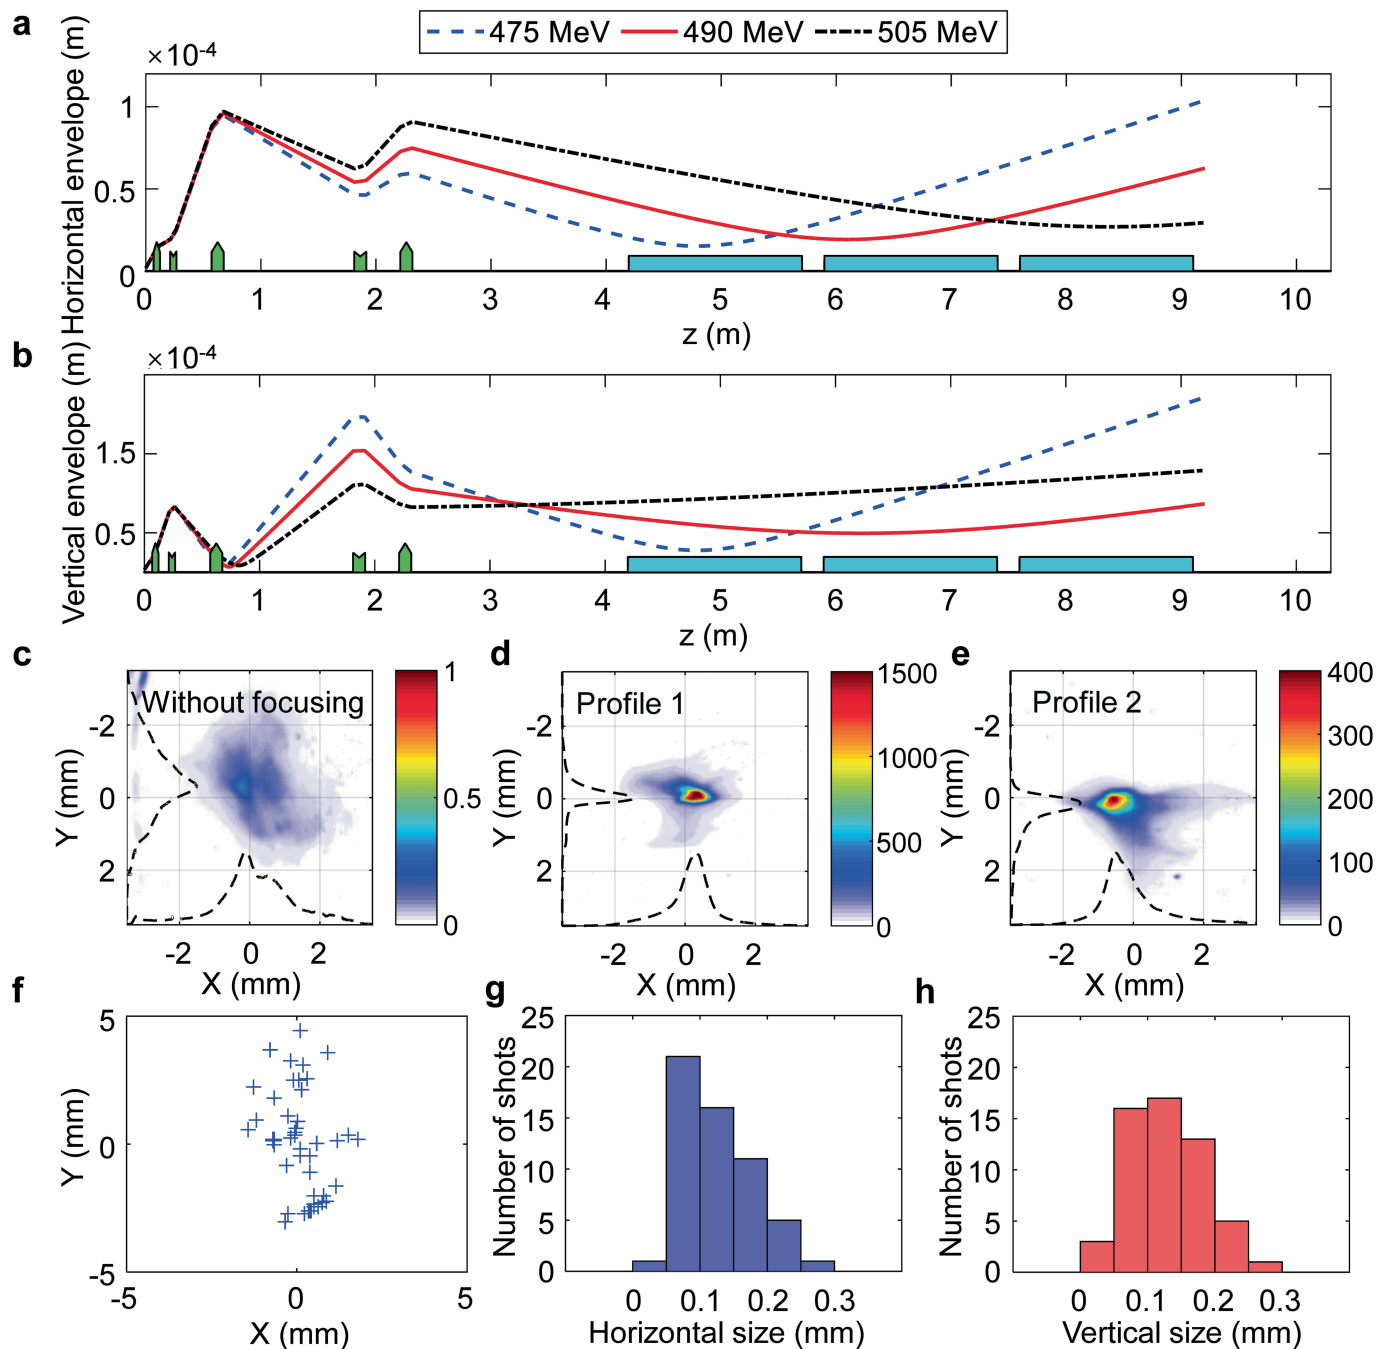 a
475 MeV 490 MeV 505 MeV
×10-4
Horizontal envelope (m)
1
0.5
0
0 1 2 3 4 5 6 7 8 9 10
z (m)
b
×10-4
Vertical envelope (m)
1.5
0.5
0 1 2 3 4 5 6 7 8 9 10
z (m)
c
Without focusing
Y (mm)
-2
0
2
-2 0 2
X (mm)
1
0.5
0
d
Profile 1
Y (mm)
-2
0
2
-2 0 2
X (mm)
1500
1000
500
0
e
Profile 2
Y (mm)
-2
0
2
-2 0 2
X (mm)
400
300
200
100
0
f
Y (mm)
5
0
-5
-5 0 5
X (mm)
g
Number of shots
25
20
15
10
5
0
0 0.1 0.2 0.3
Horizontal size (mm)
h
Number of shots
25
20
15
10
5
0
0 0.1 0.2 0.3
Vertical size (mm)